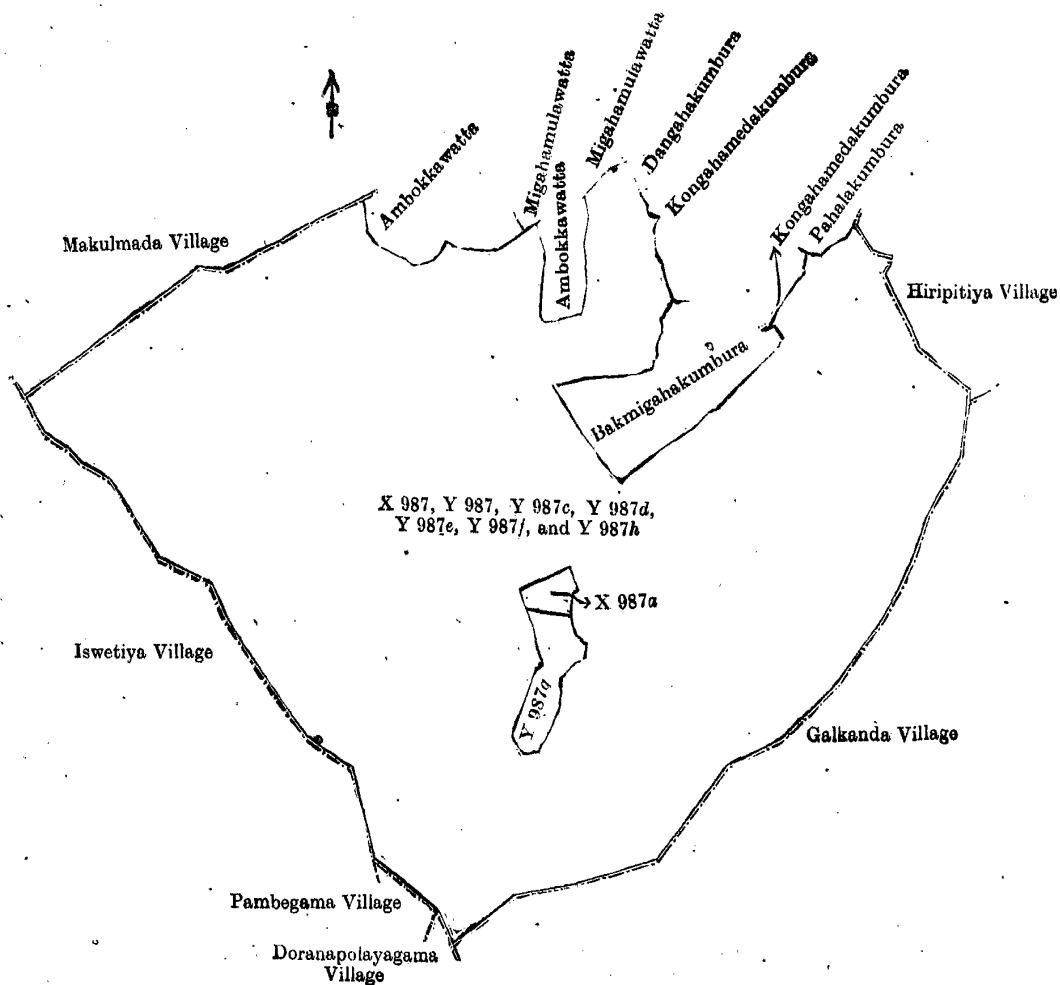 Ambokkawatta
Migahamulawatta
Ambokkawatta
Migahamulawatta
Dangahakumbura
Kongahamedakumbura
Kongahamedakumbura
Pahalakumbura
Makulmada Village
Hiripitiya Village
Bakmigahakumbura
X 987, Y 987, Y 987c, Y 987d,
Y 987e, Y 987f, and Y 987h
X 987a
Iswetiya Village
Y 987g
Galkanda Village
Pambegama Village
Doranapolayagama
Village